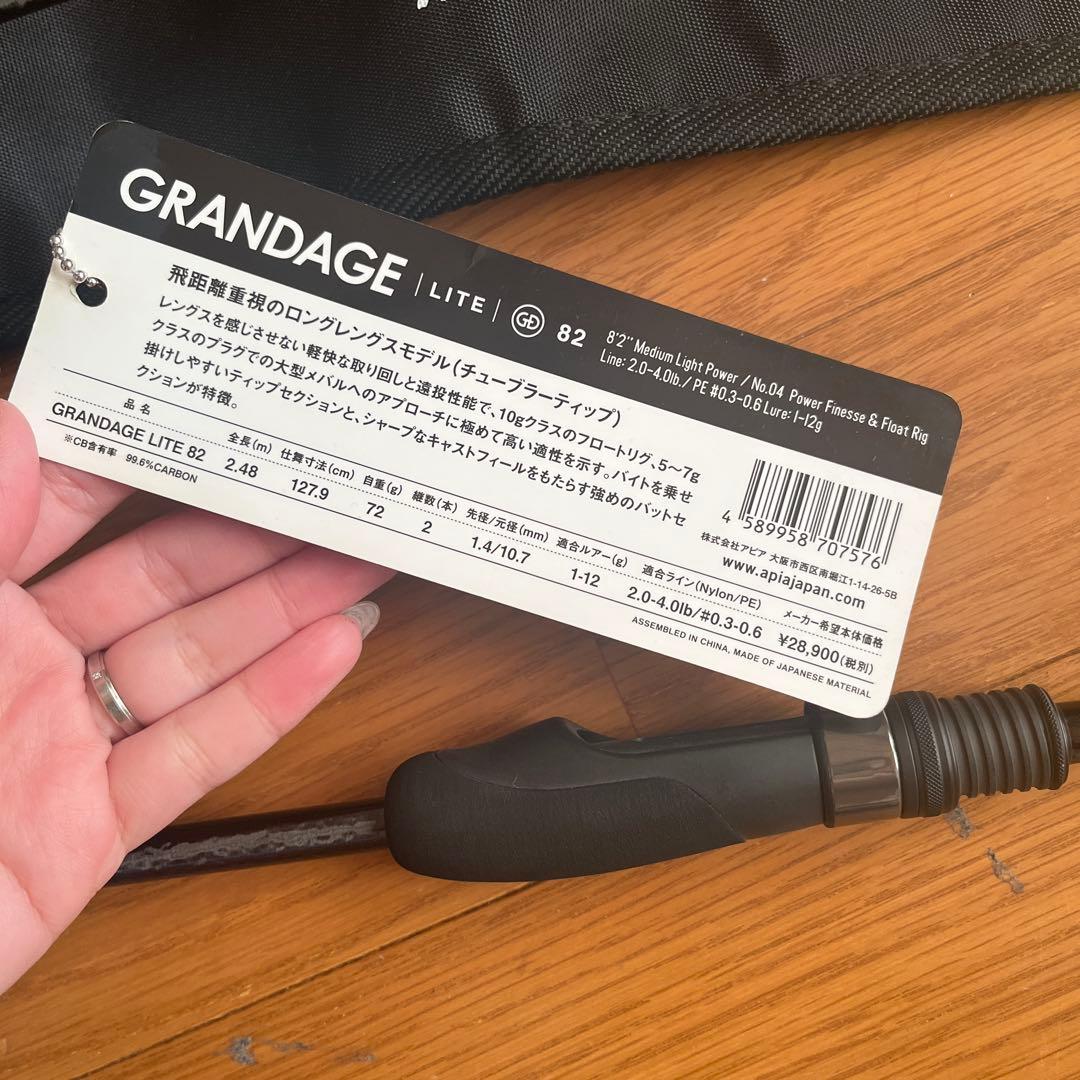 GRANDAGE | LITE | GD 82
8'2" Medium Light Power / No.04 Power Finesse & Float Rig
Line: 2.0-4.0lb. / PE #0.3-0.6 Lure: 1-12g
飛距離重視のロングレングスモデル(チューブラーティップ)
レングスを感じさせない軽快な取り回しと遠投性能で、10gクラスのフロートリグ、5〜7g
クラスのプラグでの大型メバルへのアプローチに極めて高い適性を示す。バイトを乗せ
掛けしやすいティップセクションと、シャープなキャストフィールをもたらす強めのバットセ
クションが特徴。
4 589958 707576
株式会社アピア 大阪市西区南堀江1-14-26-5B
www.apiajapan.com
品名 全長(m) 仕舞寸法(cm) 自重(g) 継数(本) 先径/元径(mm) 適合ルアー(g) 適合ライン(Nylon/PE) メーカー希望本体価格
GRANDAGE LITE 82 2.48 127.9 72 2 1.4/10.7 1-12 2.0-4.0lb/#0.3-0.6 ¥28,900(税別)
※CB含有率 99.6%CARBON
ASSEMBLED IN CHINA, MADE OF JAPANESE MATERIAL